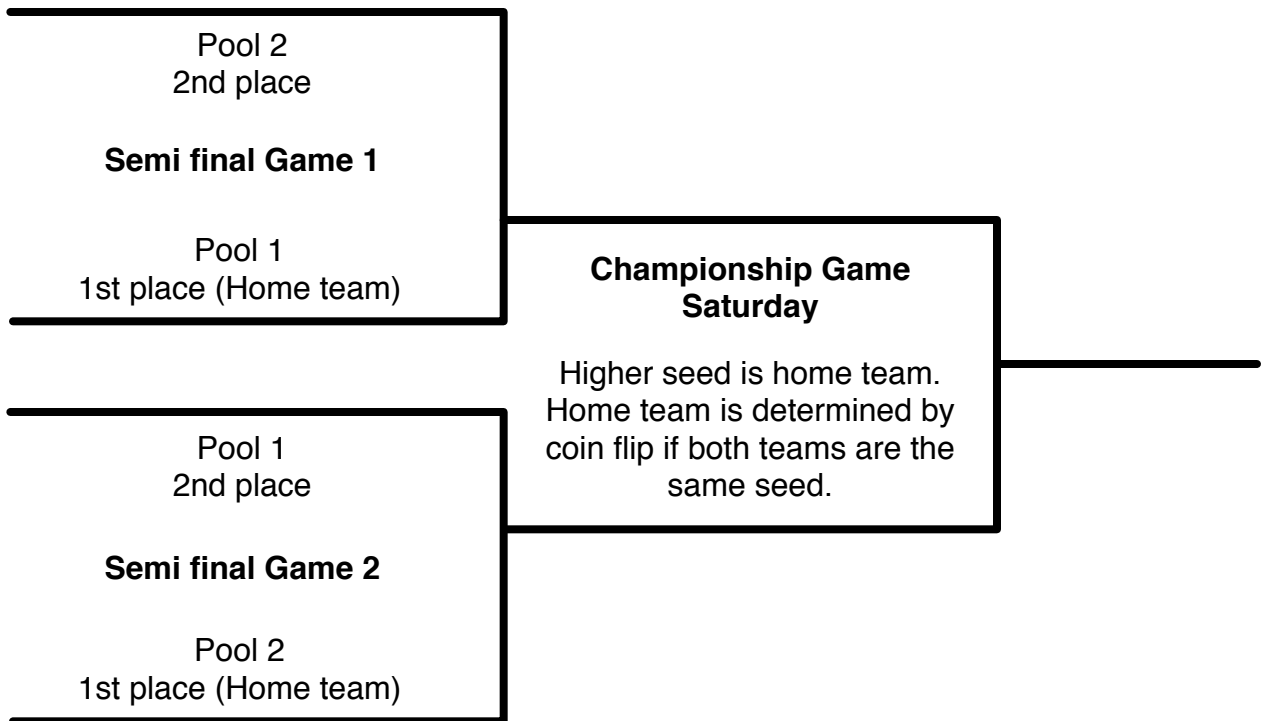 Pool 2
2nd place
Semi final Game 1
Pool 1
1st place (Home team)
Championship Game
Saturday
Higher seed is home team.
Home team is determined by
coin flip if both teams are the
same seed.
Pool 1
2nd place
Semi final Game 2
Pool 2
1st place (Home team)